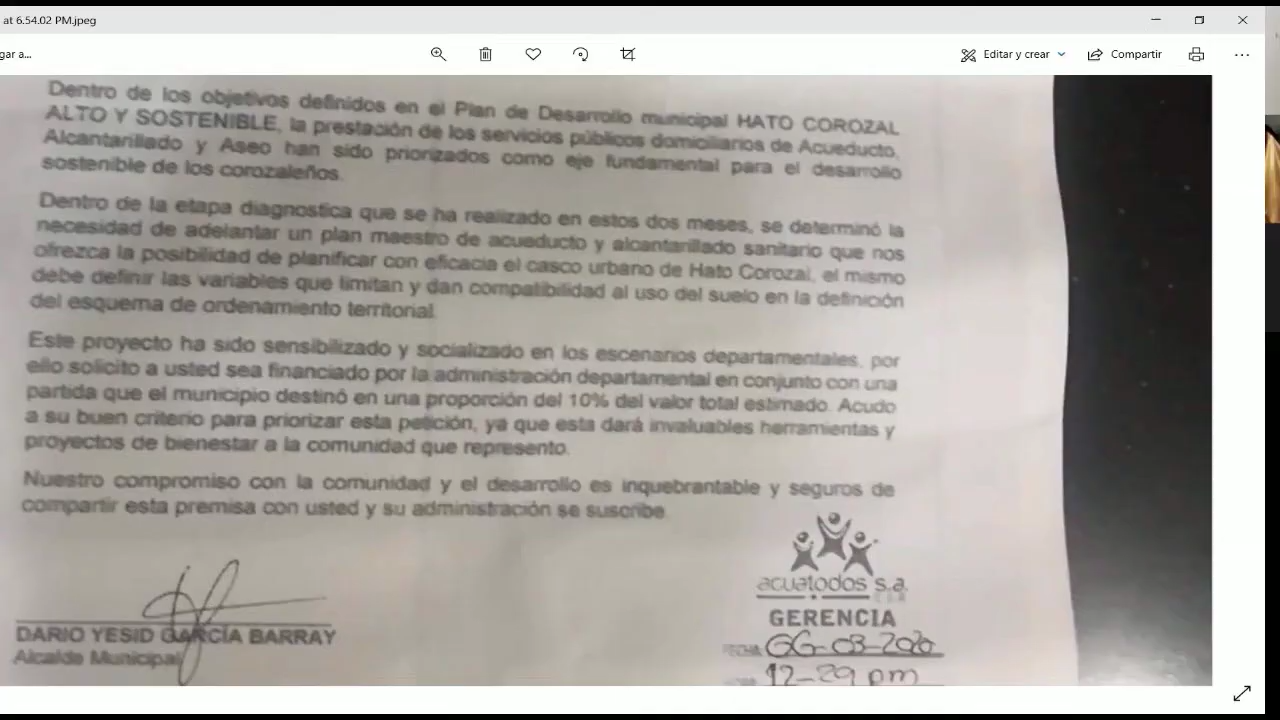 at 6.54.02 PM.jpeg
gar a...
Editar y crear
Compartir
Dentro de los objetivos definidos en el Plan de Desarrollo municipal HATO COROZAL
ALTO Y SOSTENIBLE, la prestación de los servicios públicos domiciliarios de Acueducto,
Alcantarillado y Aseo han sido priorizados como eje fundamental para el desarrollo
sostenible de los corozaleños.
Dentro de la etapa diagnostica que se ha realizado en estos dos meses, se determinó la
necesidad de adelantar un plan maestro de acueducto y alcantarillado sanitario que nos
ofrezca la posibilidad de planificar con eficacia el casco urbano de Hato Corozal, el mismo
debe definir las variables que limitan y dan compatibilidad al uso del suelo en la definición
del esquema de ordenamiento territorial.
Este proyecto ha sido sensibilizado y socializado en los escenarios departamentales, por
ello solicito a usted sea financiado por la administración departamental en conjunto con una
partida que el municipio destinó en una proporción del 10% del valor total estimado. Acudo
a su buen criterio para priorizar esta petición, ya que esta dará invaluables herramientas y
proyectos de bienestar a la comunidad que represento.
Nuestro compromiso con la comunidad y el desarrollo es inquebrantable y seguros de
compartir esta premisa con usted y su administración se suscribe.
DARIO YESID GARCÍA BARRAY
Alcalde Municipal
acuatodos s.a.
GERENCIA
FECHA 06-03-2020
12-29 pm